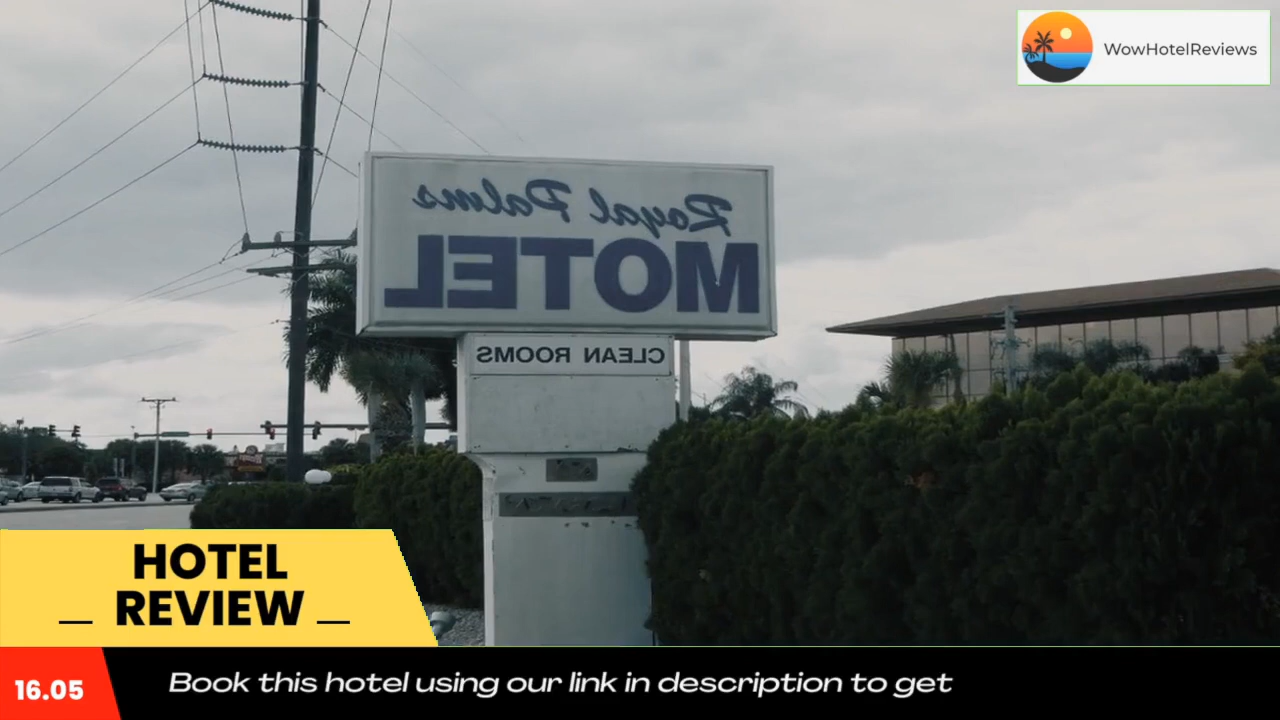 WowHotelReviews
Royal Palms
MOTEL
CLEAN ROOMS
HOTEL
REVIEW
16.05
Book this hotel using our link in description to get